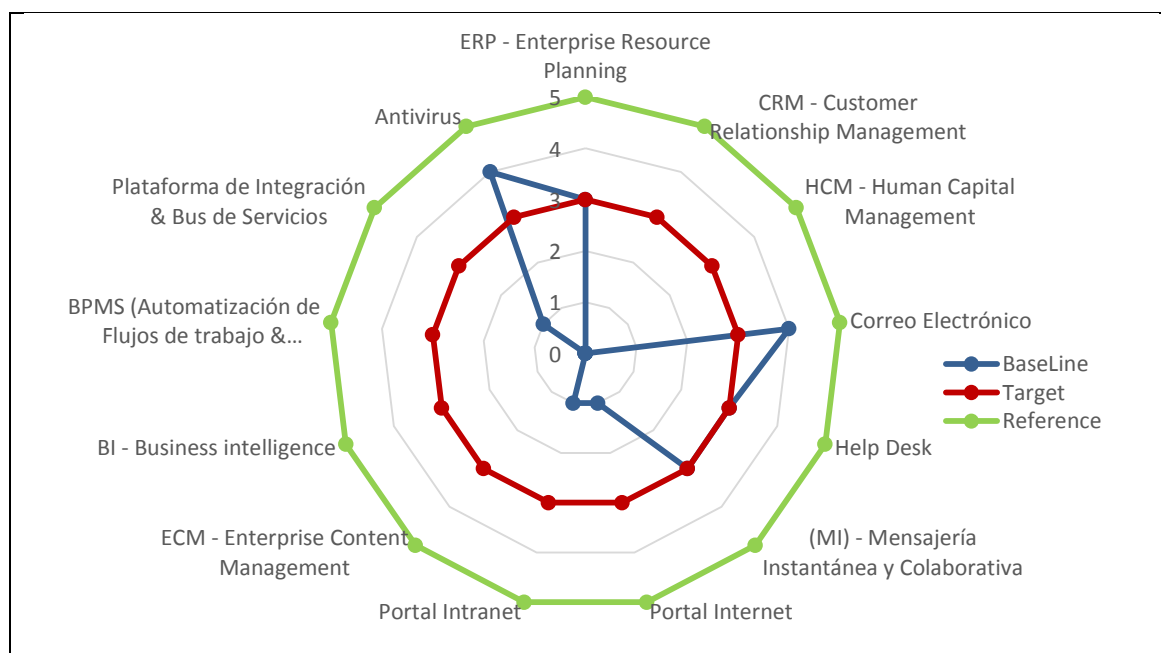 ERP - Enterprise Resource
Planning
CRM - Customer
Relationship Management
HCM - Human Capital
Management
Correo Electrónico
Help Desk
(MI) - Mensajería
Instantánea y Colaborativa
Portal Internet
Portal Intranet
ECM - Enterprise Content
Management
BI - Business intelligence
BPMS (Automatización de
Flujos de trabajo &...
Plataforma de Integración
& Bus de Servicios
Antivirus
5
4
3
2
1
0
BaseLine
Target
Reference